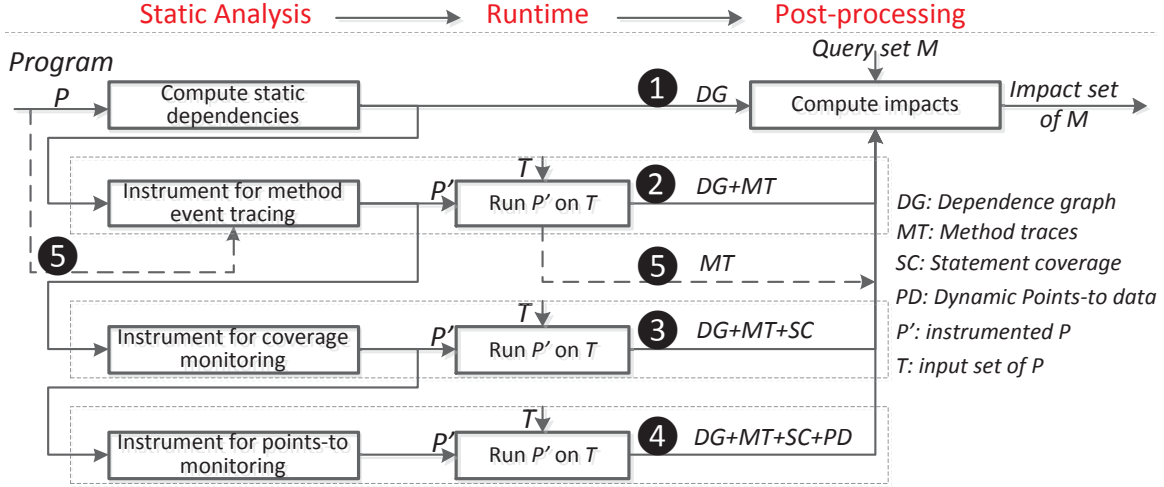 Static Analysis
Runtime
Post-processing
Program
P
Compute static
dependencies
1
DG
Query set M
Compute impacts
Impact set
of M
Instrument for method
event tracing
P'
T
Run P' on T
2
DG+MT
5
5
MT
Instrument for coverage
monitoring
P'
T
Run P' on T
3
DG+MT+SC
Instrument for points-to
monitoring
P'
T
Run P' on T
4
DG+MT+SC+PD
DG: Dependence graph
MT: Method traces
SC: Statement coverage
PD: Dynamic Points-to data
P’: instrumented P
T: input set of P